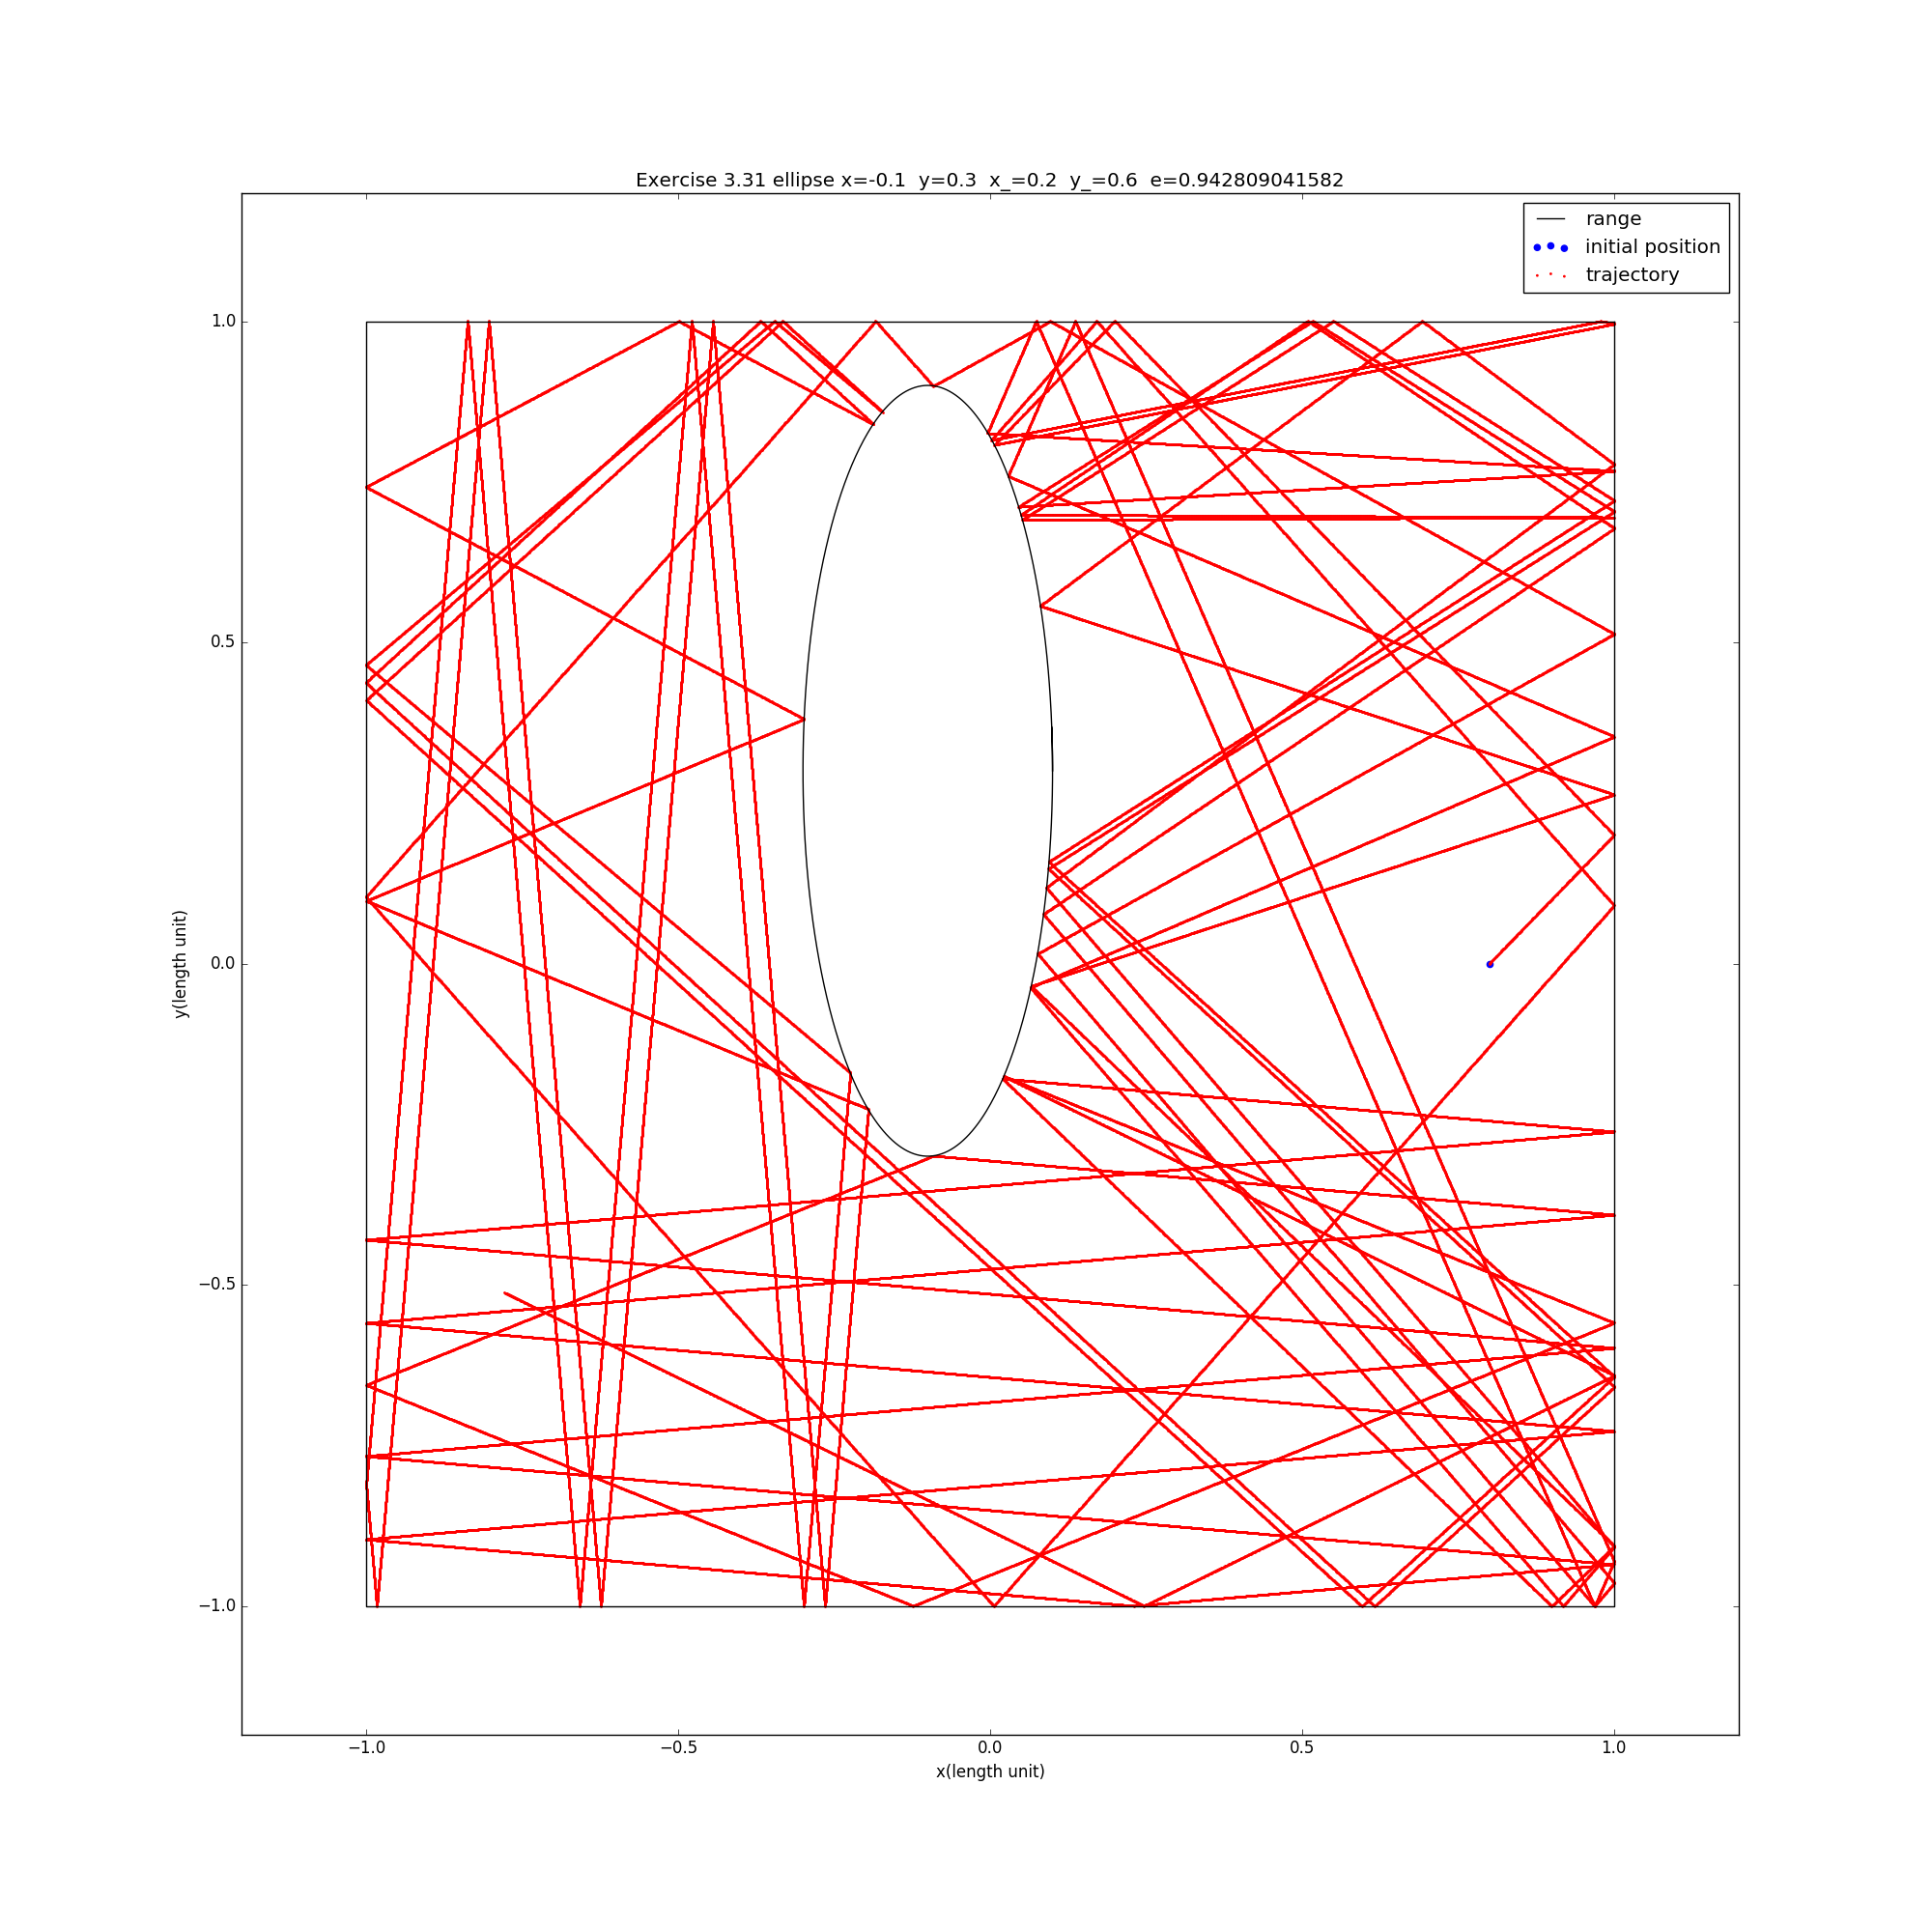 Exercise 3.31 ellipse x=-0.1  y=0.3  x_=0.2  y_=0.6  e=0.942809041582
range
initial position
trajectory
1.0
0.5
0.0
−0.5
−1.0
y(length unit)
−1.0
−0.5
0.0
0.5
1.0
x(length unit)